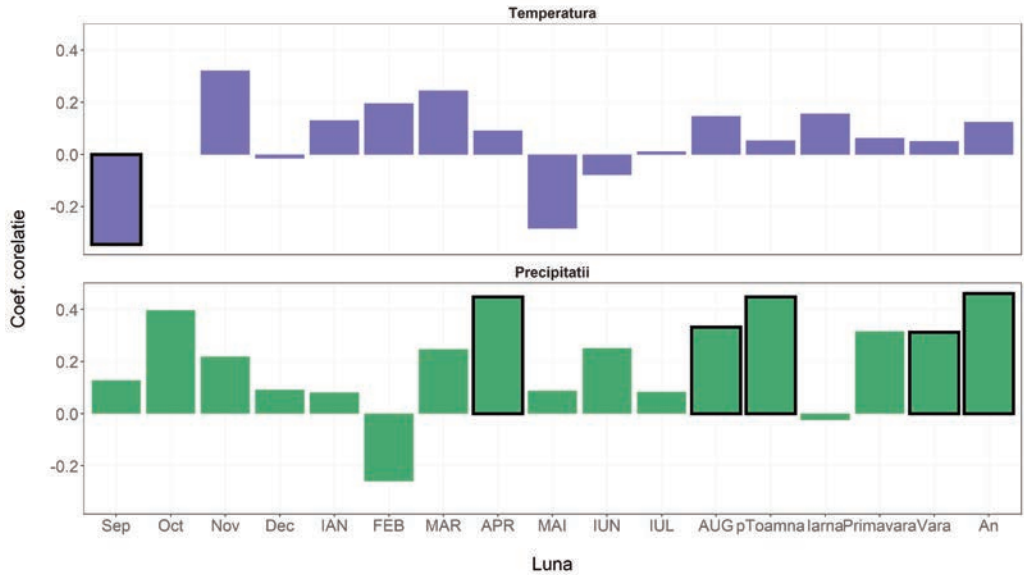 Temperatura
0.4
0.2
0.0
-0.2
Coef. corelatie
Precipitatii
0.4
0.2
0.0
-0.2
Sep Oct Nov Dec IAN FEB MAR APR MAI IUN IUL AUG pToamna Iarna Primavara Vara An
Luna